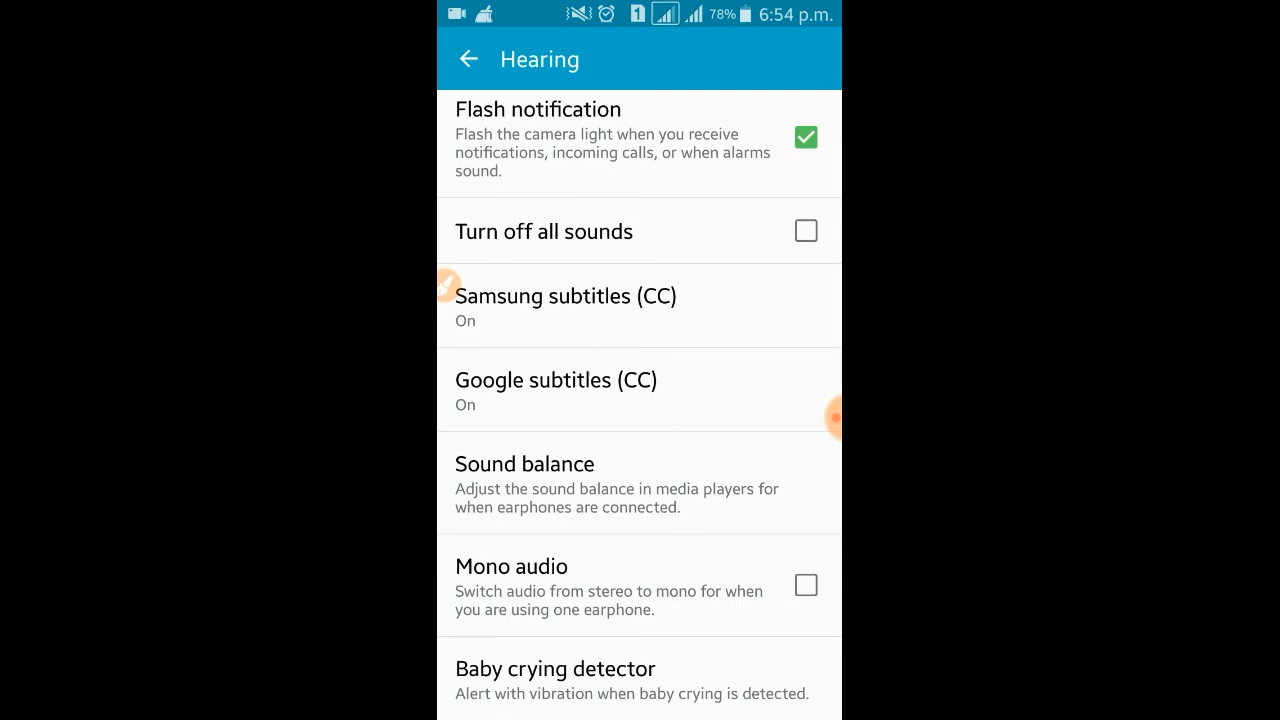 1 78% 6:54 p.m.
Hearing
Flash notification
Flash the camera light when you receive
notifications, incoming calls, or when alarms
sound.
Turn off all sounds
Samsung subtitles (CC)
On
Google subtitles (CC)
On
Sound balance
Adjust the sound balance in media players for
when earphones are connected.
Mono audio
Switch audio from stereo to mono for when
you are using one earphone.
Baby crying detector
Alert with vibration when baby crying is detected.